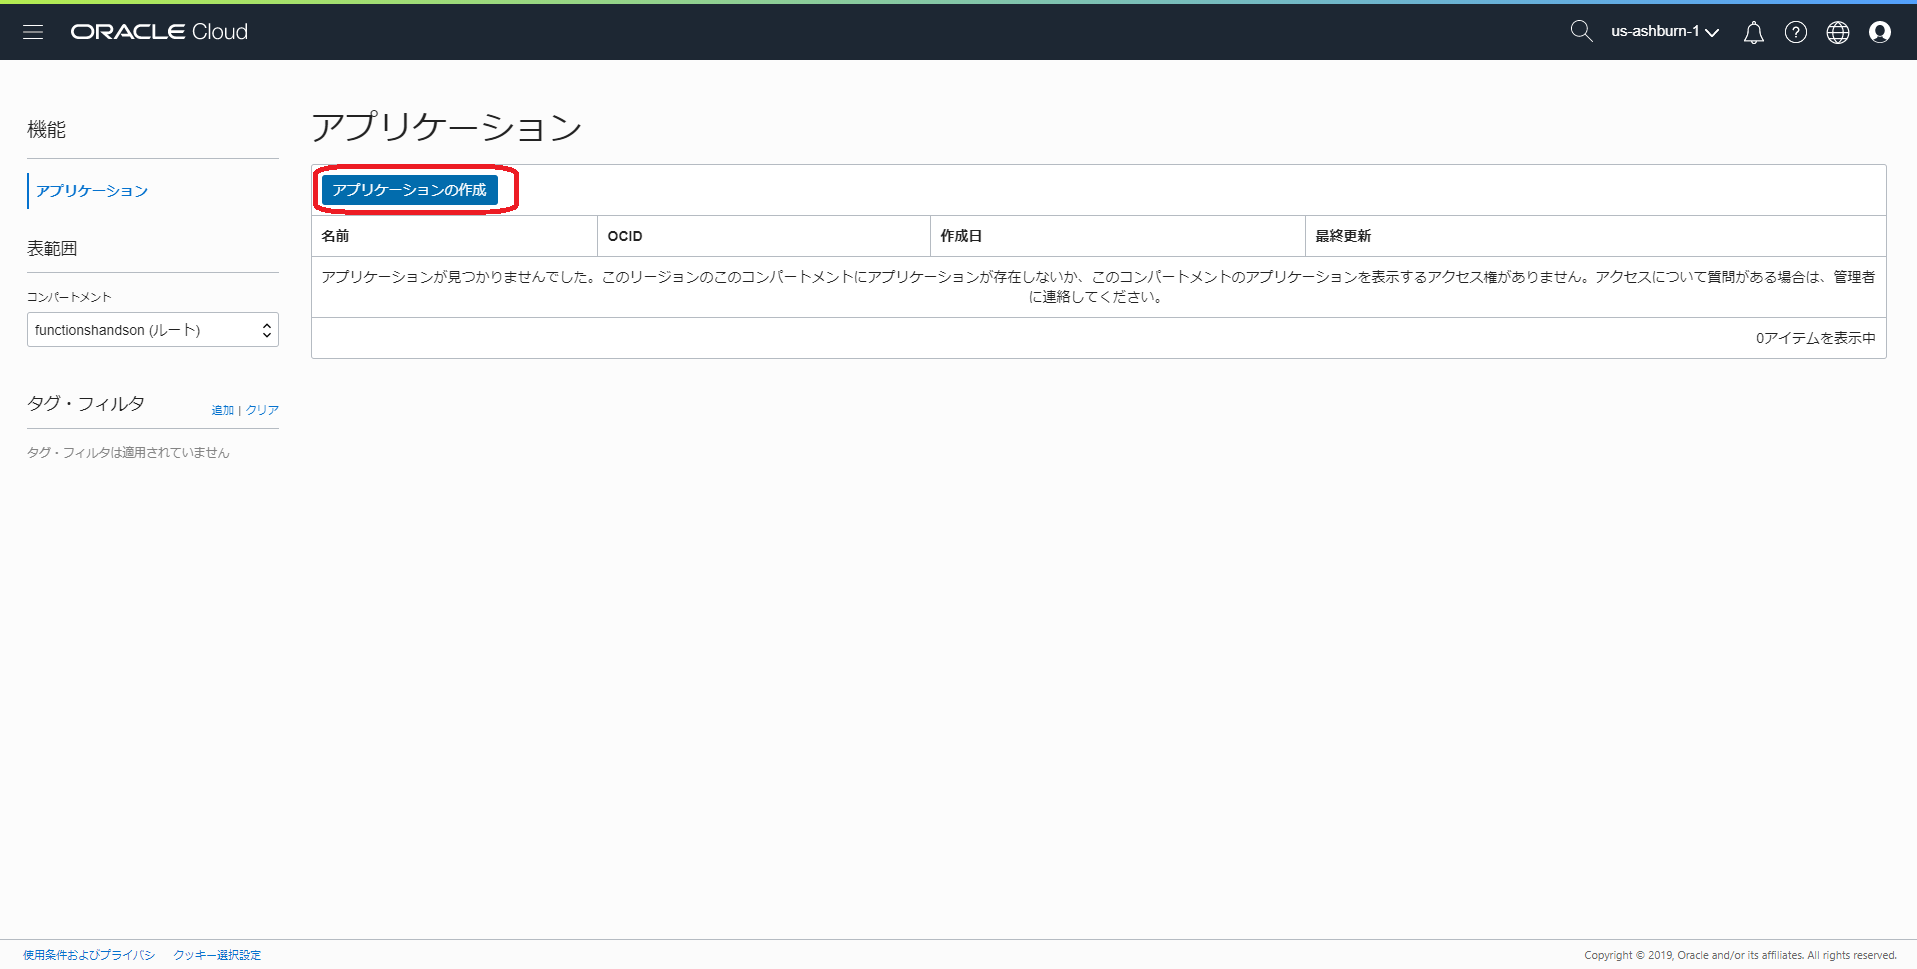 ORACLE Cloud
us-ashburn-1
機能
アプリケーション
表範囲
コンパートメント
functionshandson (ルート)
タグ・フィルタ
追加 | クリア
タグ・フィルタは適用されていません
アプリケーション
アプリケーションの作成
名前 OCID 作成日 最終更新
アプリケーションが見つかりませんでした。このリージョンのこのコンパートメントにアプリケーションが存在しないか、このコンパートメントのアプリケーションを表示するアクセス権がありません。アクセスについて質問がある場合は、管理者
に連絡してください。
0アイテムを表示中
使用条件およびプライバシ クッキー選択設定
Copyright © 2019, Oracle and/or its affiliates. All rights reserved.